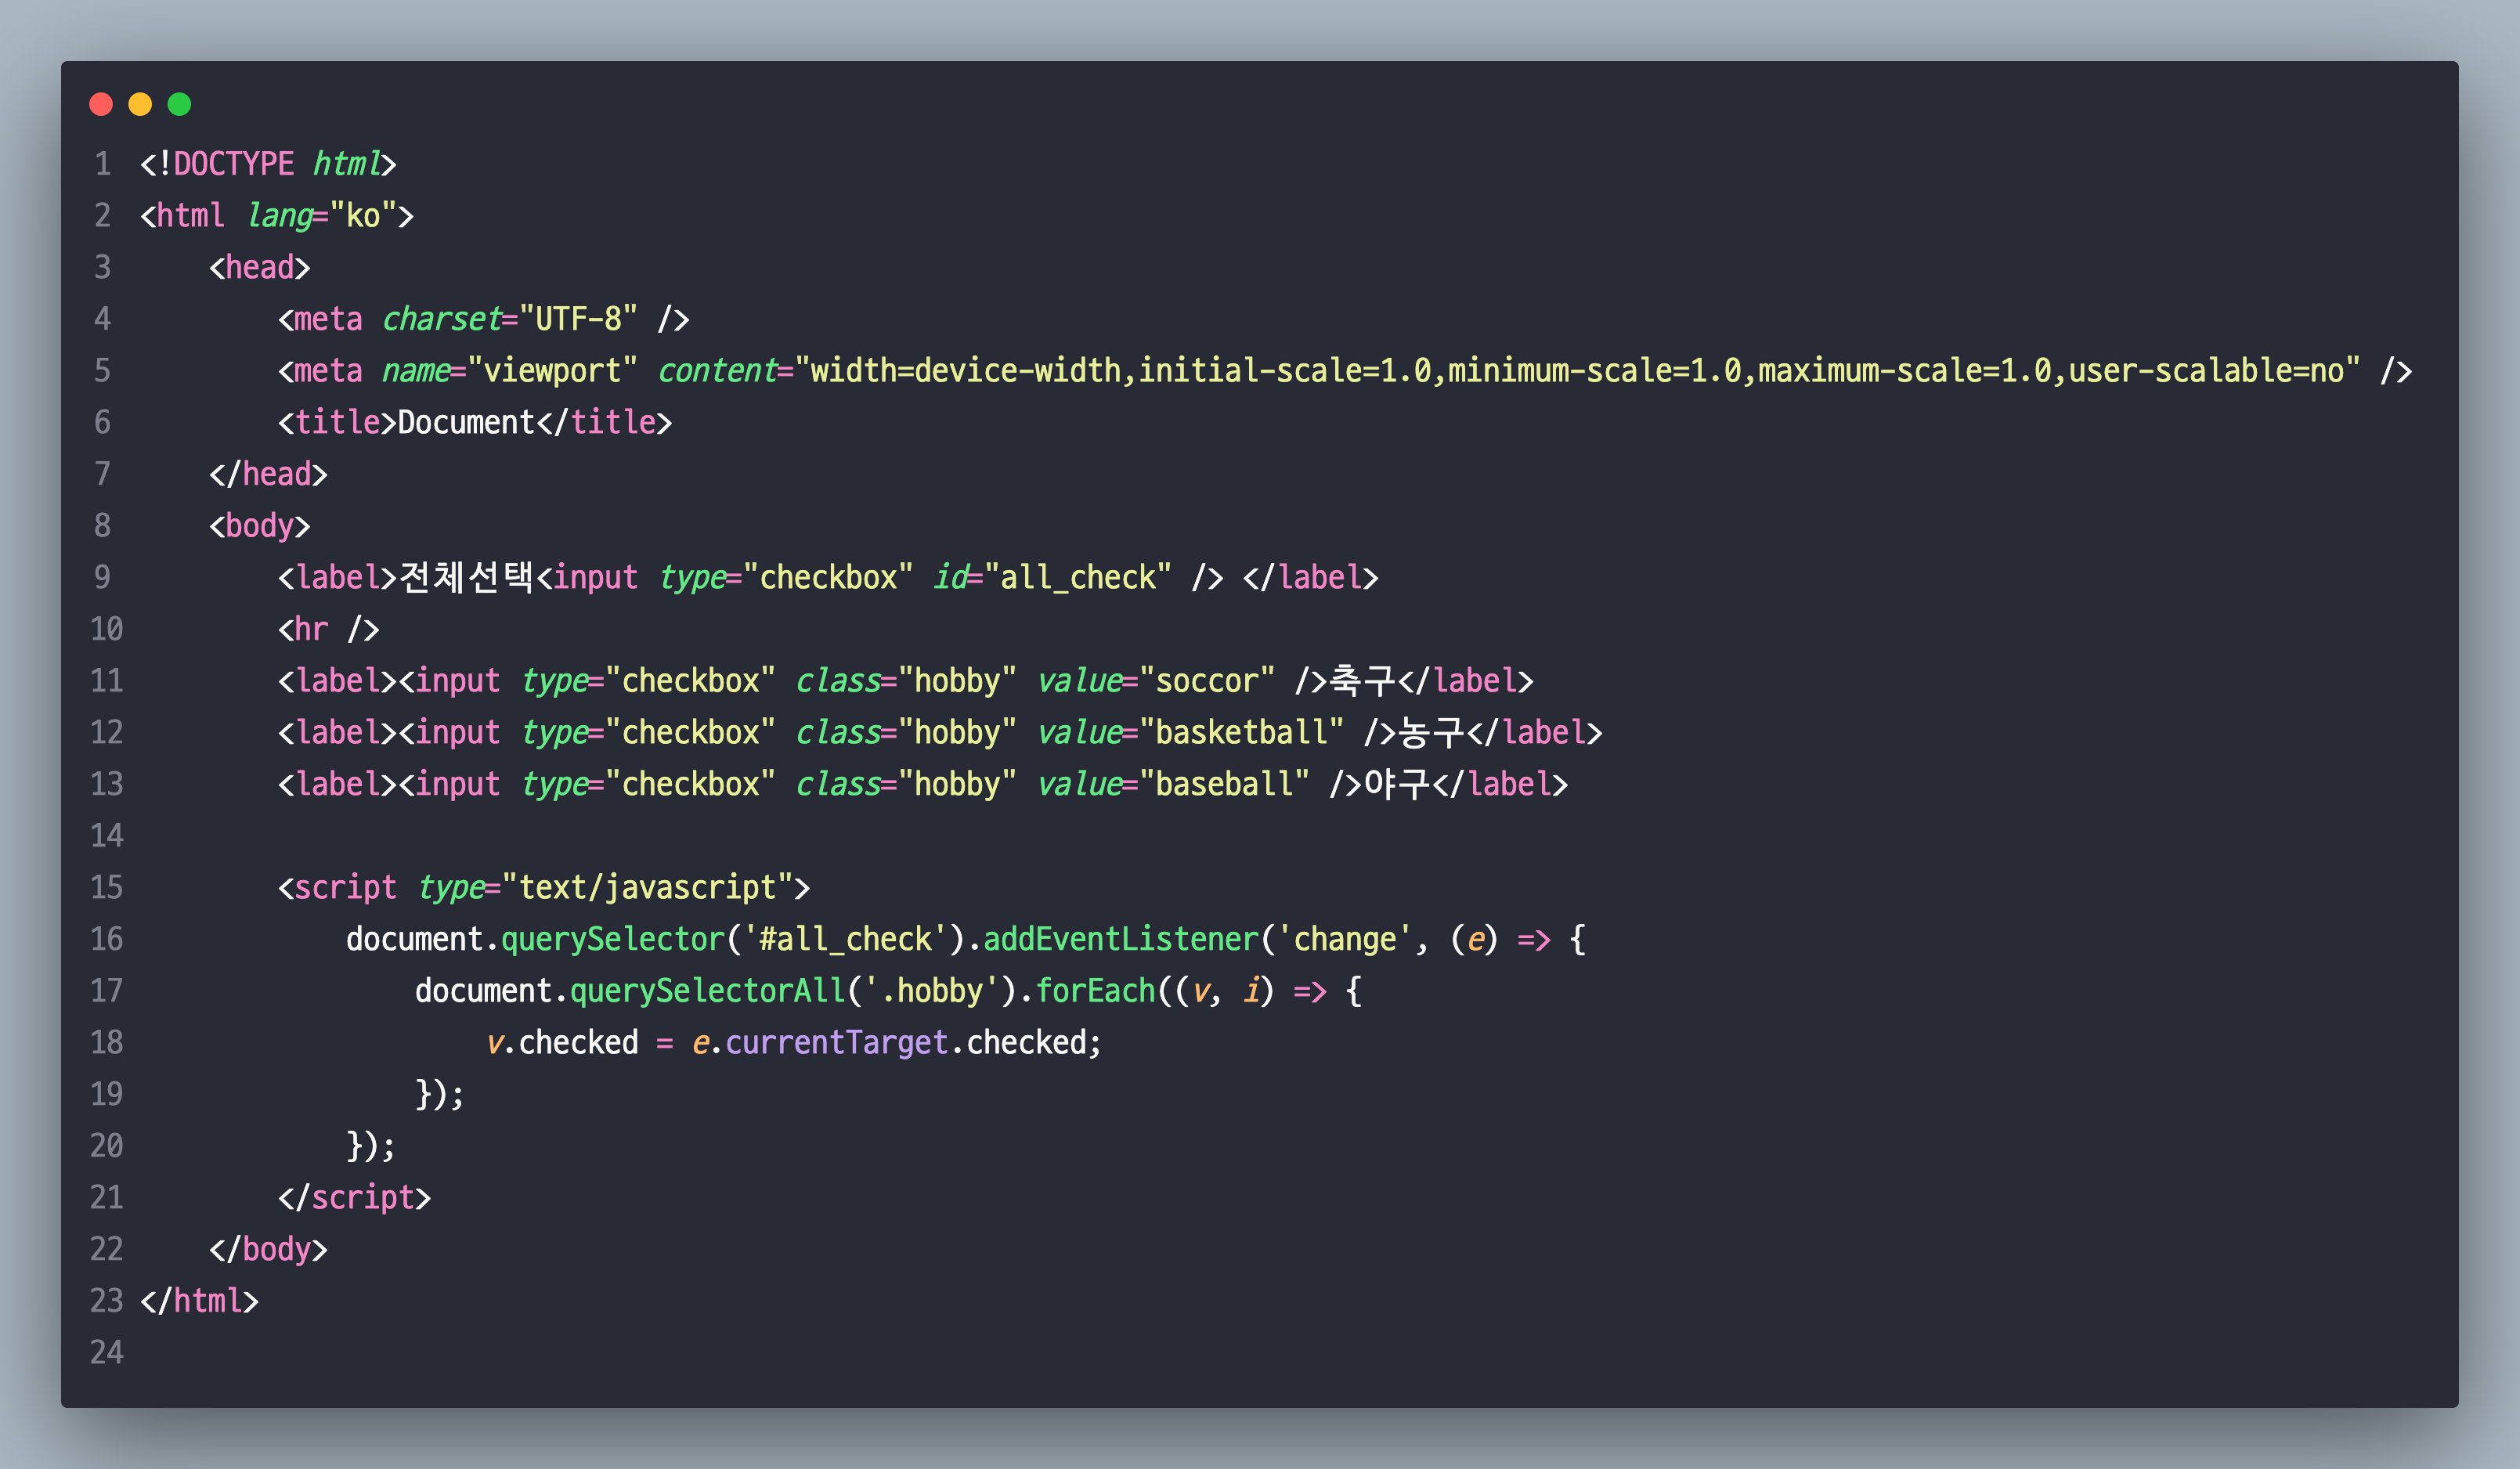 1 <!DOCTYPE html>
2 <html lang="ko">
3     <head>
4         <meta charset="UTF-8" />
5         <meta name="viewport" content="width=device-width,initial-scale=1.0,minimum-scale=1.0,maximum-scale=1.0,user-scalable=no" />
6         <title>Document</title>
7     </head>
8     <body>
9         <label>전체선택<input type="checkbox" id="all_check" /> </label>
10         <hr />
11         <label><input type="checkbox" class="hobby" value="soccor" />축구</label>
12         <label><input type="checkbox" class="hobby" value="basketball" />농구</label>
13         <label><input type="checkbox" class="hobby" value="baseball" />야구</label>
14
15         <script type="text/javascript">
16             document.querySelector('#all_check').addEventListener('change', (e) => {
17                 document.querySelectorAll('.hobby').forEach((v, i) => {
18                     v.checked = e.currentTarget.checked;
19                 });
20             });
21         </script>
22     </body>
23 </html>
24